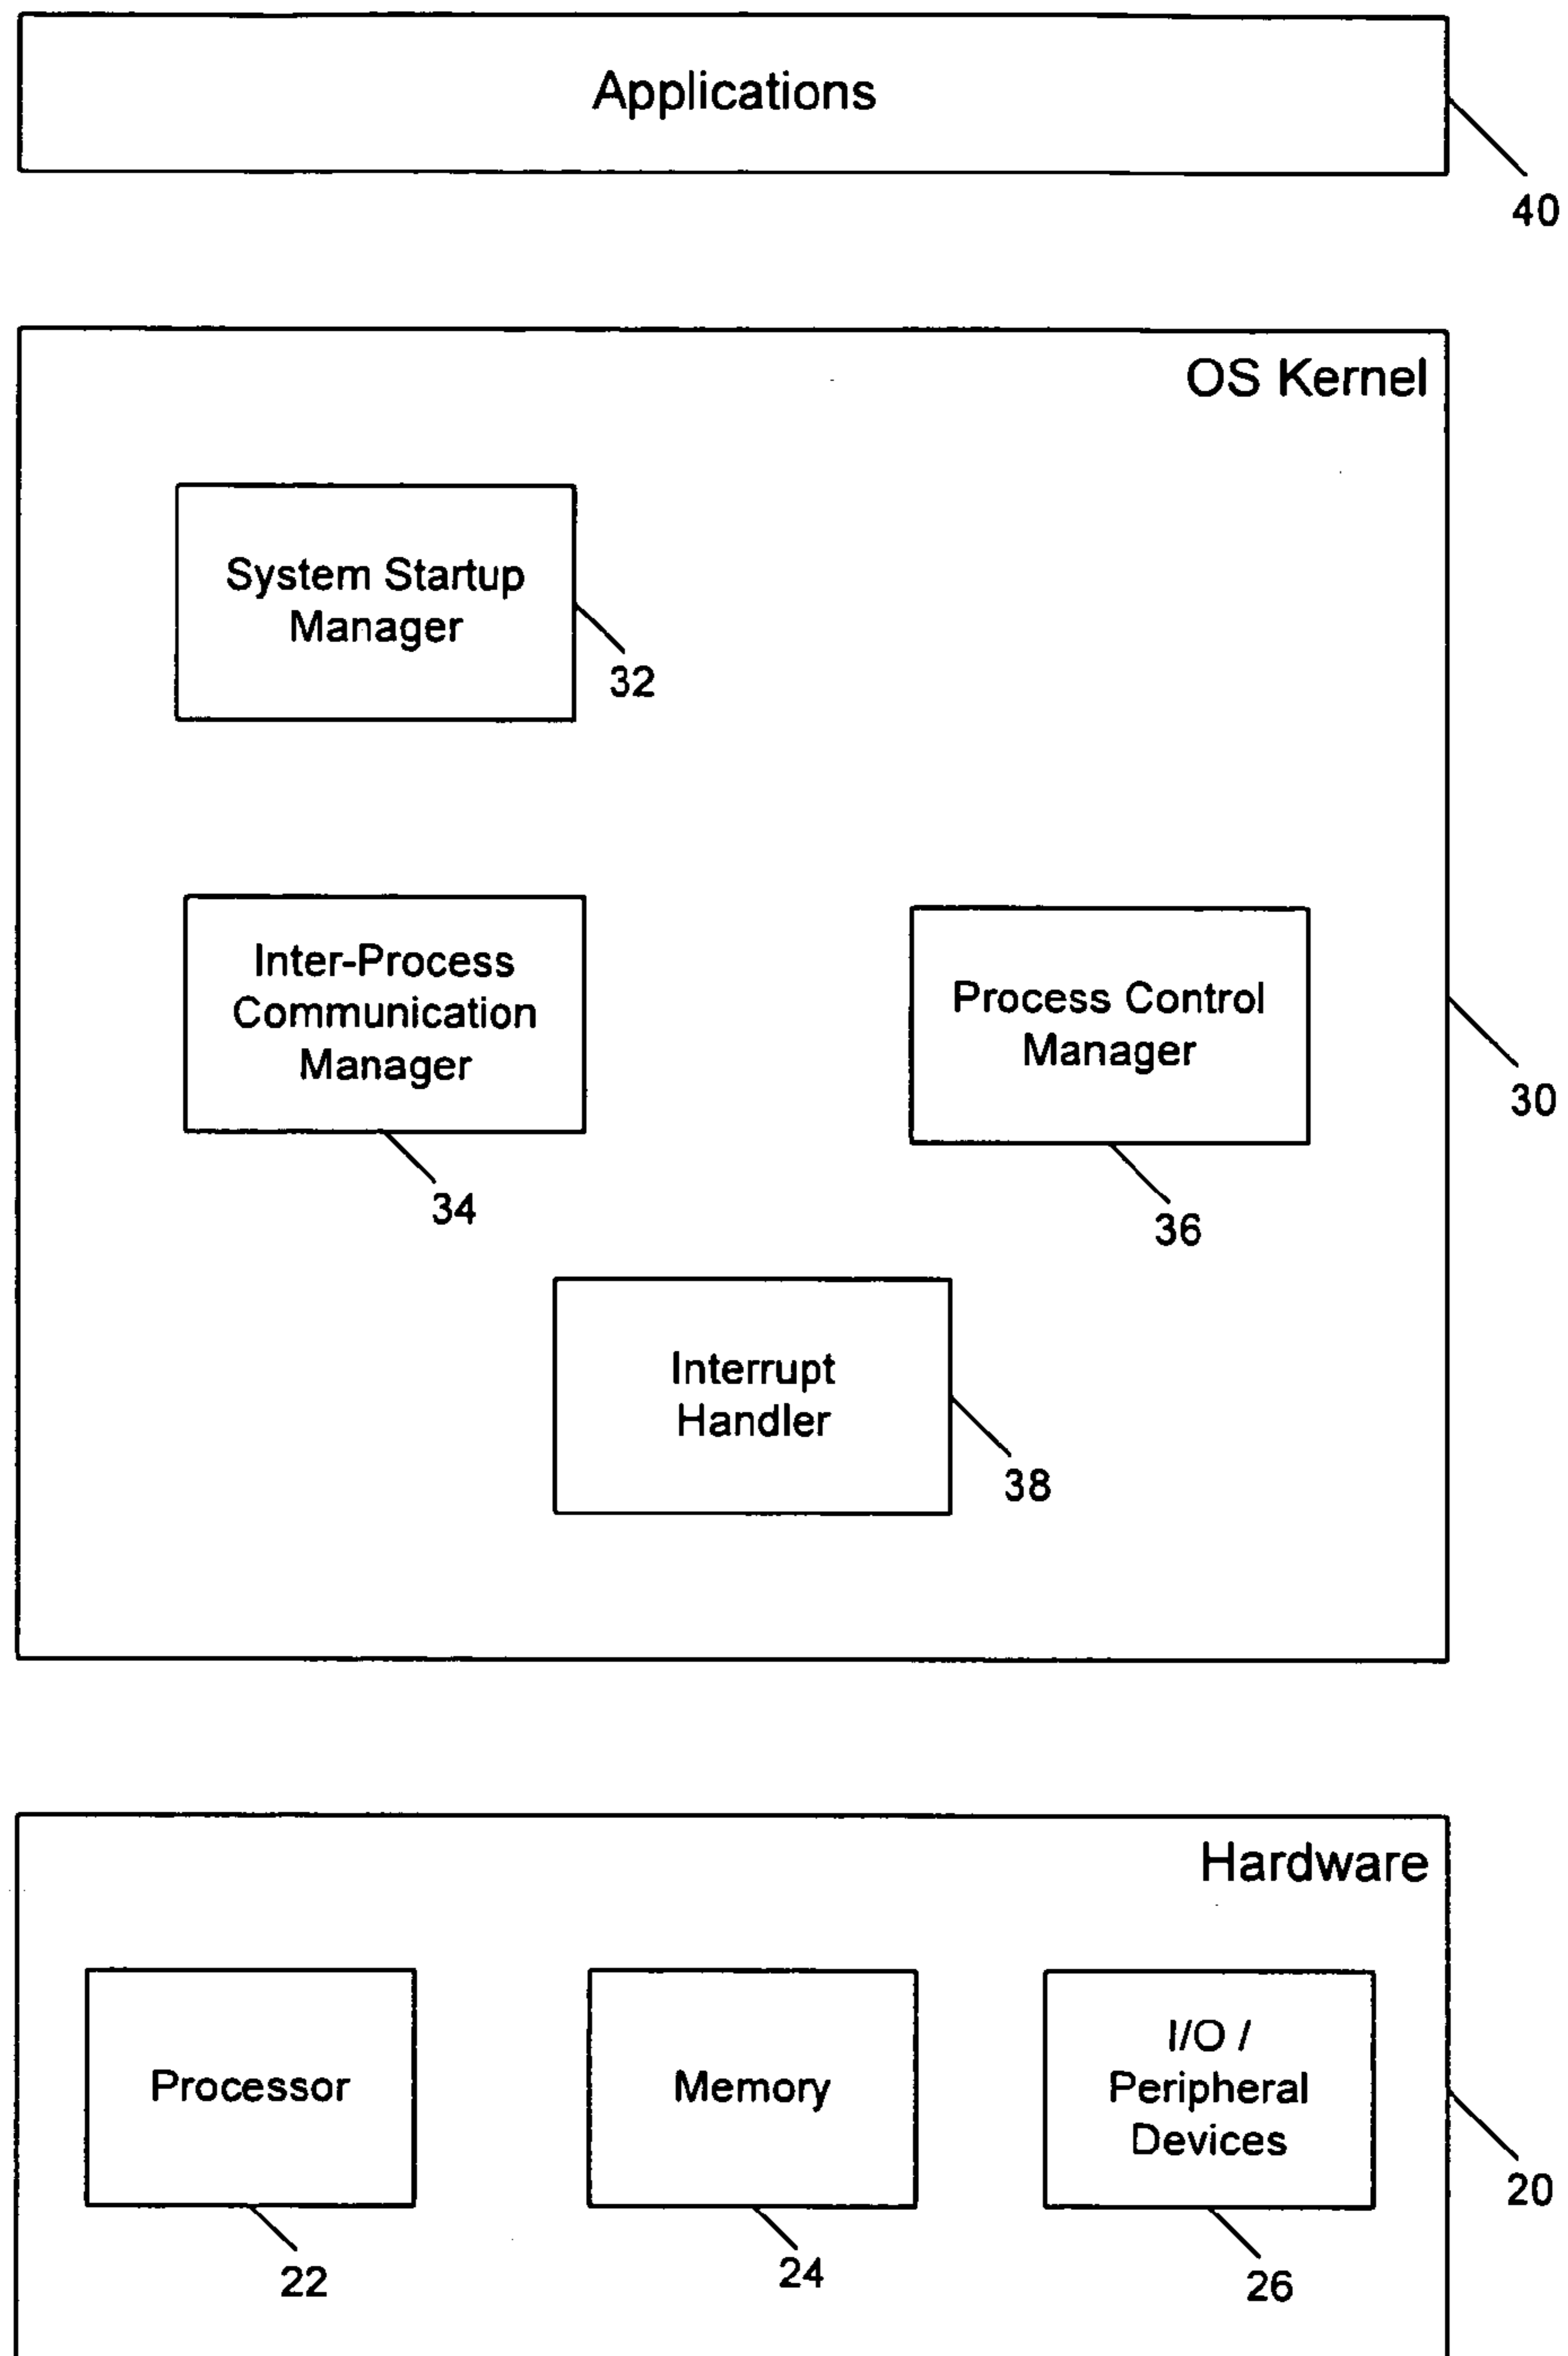 Applications
40
OS Kernel
System Startup
Manager
32
Inter-Process
Communication
Manager
34
Process Control
Manager
36
30
Interrupt
Handler
38
Hardware
Processor
22
Memory
24
I/O /
Peripheral
Devices
26
20